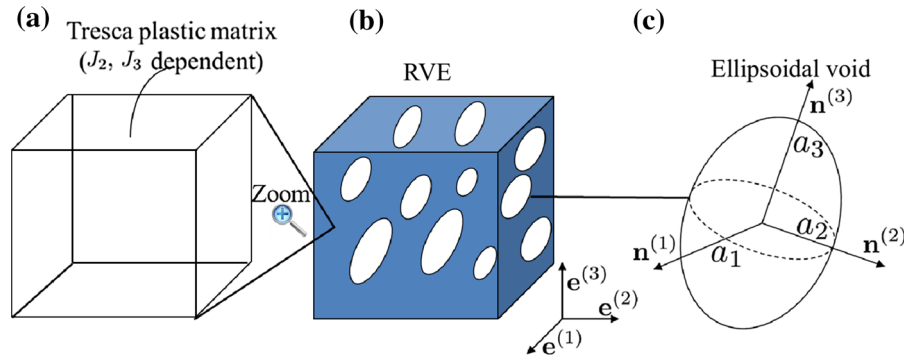 (a)
Tresca plastic matrix
(J₂, J₃ dependent)
Zoom
(b)
RVE
e⁽³⁾
e⁽²⁾
e⁽¹⁾
(c)
Ellipsoidal void
n⁽³⁾
a₃
a₂
n⁽²⁾
n⁽¹⁾
a₁